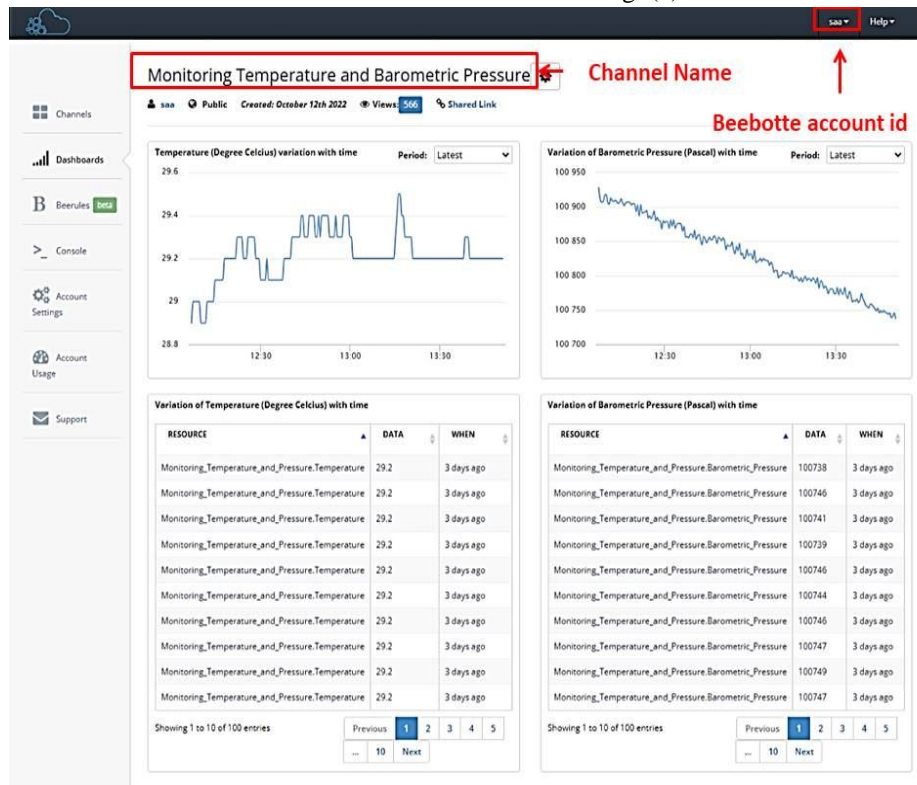 saa Help
Monitoring Temperature and Barometric Pressure Channel Name
saa Public Created: October 12th 2022 Views: 566 Shared Link
Beebotte account id
Channels
Dashboards
B Beerules beta
>_ Console
Account
Settings
Account
Usage
Support
Temperature (Degree Celcius) variation with time Period: Latest
29.6
29.4
29.2
29
28.8
12:30 13:00 13:30
Variation of Barometric Pressure (Pascal) with time Period: Latest
100 950
100 900
100 850
100 800
100 750
100 700
12:30 13:00 13:30
Variation of Temperature (Degree Celcius) with time
RESOURCE DATA WHEN
Monitoring_Temperature_and_Pressure.Temperature 29.2 3 days ago
Monitoring_Temperature_and_Pressure.Temperature 29.2 3 days ago
Monitoring_Temperature_and_Pressure.Temperature 29.2 3 days ago
Monitoring_Temperature_and_Pressure.Temperature 29.2 3 days ago
Monitoring_Temperature_and_Pressure.Temperature 29.2 3 days ago
Monitoring_Temperature_and_Pressure.Temperature 29.2 3 days ago
Monitoring_Temperature_and_Pressure.Temperature 29.2 3 days ago
Monitoring_Temperature_and_Pressure.Temperature 29.2 3 days ago
Monitoring_Temperature_and_Pressure.Temperature 29.2 3 days ago
Monitoring_Temperature_and_Pressure.Temperature 29.2 3 days ago
Showing 1 to 10 of 100 entries Previous 1 2 3 4 5
... 10 Next
Variation of Barometric Pressure (Pascal) with time
RESOURCE DATA WHEN
Monitoring_Temperature_and_Pressure.Barometric_Pressure 100738 3 days ago
Monitoring_Temperature_and_Pressure.Barometric_Pressure 100746 3 days ago
Monitoring_Temperature_and_Pressure.Barometric_Pressure 100741 3 days ago
Monitoring_Temperature_and_Pressure.Barometric_Pressure 100739 3 days ago
Monitoring_Temperature_and_Pressure.Barometric_Pressure 100746 3 days ago
Monitoring_Temperature_and_Pressure.Barometric_Pressure 100744 3 days ago
Monitoring_Temperature_and_Pressure.Barometric_Pressure 100746 3 days ago
Monitoring_Temperature_and_Pressure.Barometric_Pressure 100747 3 days ago
Monitoring_Temperature_and_Pressure.Barometric_Pressure 100749 3 days ago
Monitoring_Temperature_and_Pressure.Barometric_Pressure 100747 3 days ago
Showing 1 to 10 of 100 entries Previous 1 2 3 4 5
... 10 Next